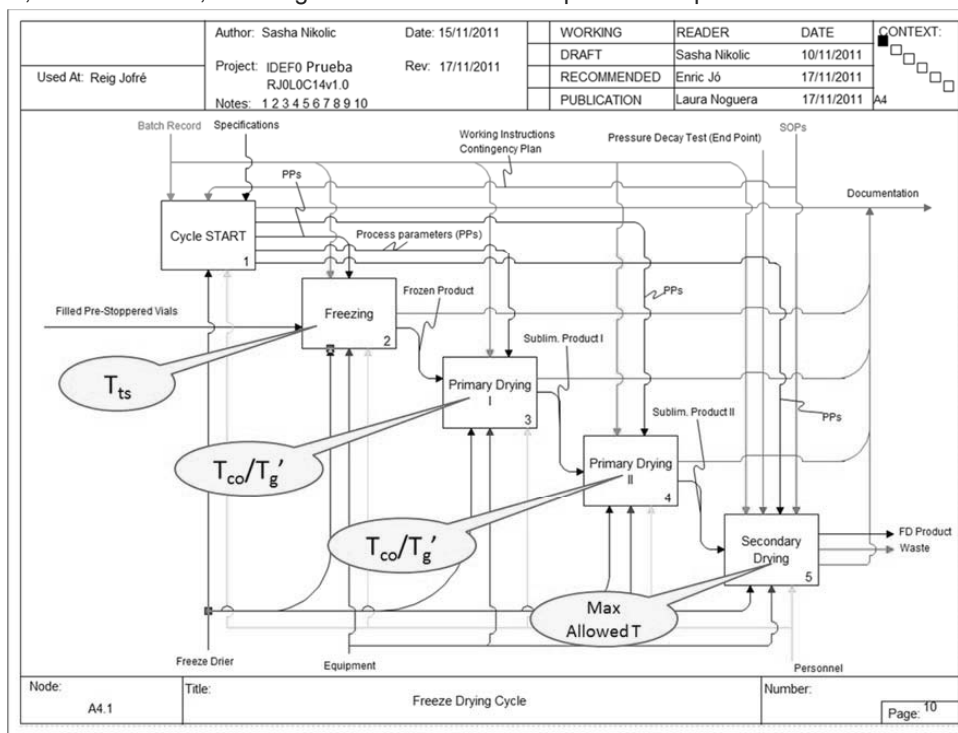 Used At: Reig Jofré
Author: Sasha Nikolic
Date: 15/11/2011
Project: IDEF0 Prueba
RJ0L0C14v1.0
Rev: 17/11/2011
Notes: 1 2 3 4 5 6 7 8 9 10
WORKING READER DATE
DRAFT Sasha Nikolic 10/11/2011
RECOMMENDED Enric Jó 17/11/2011
PUBLICATION Laura Noguera 17/11/2011
CONTEXT:
A4
Batch Record
Specifications
Working Instructions
Contingency Plan
Pressure Decay Test (End Point)
SOPs
PPs
Documentation
Cycle START
1
Process parameters (PPs)
Filled Pre-Stoppered Vials
Freezing
2
Frozen Product
PPs
Tts
Sublim. Product I
Primary Drying
I
3
Sublim. Product II
PPs
Tco/Tg'
Primary Drying
II
4
Tco/Tg'
Secondary
Drying
5
FD Product
Waste
Max
Allowed T
Freeze Drier
Equipment
Personnel
Node:
A4.1
Title:
Freeze Drying Cycle
Number:
Page: 10